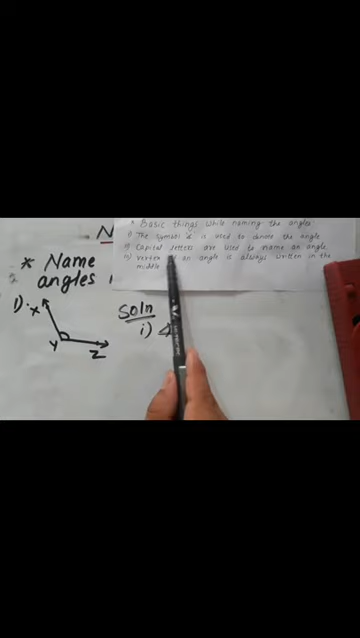 * Basic things while naming the angles:
i) The symbol ∠ is used to denote the angle
ii) Capital letters are used to name an angle
iii) Vertex of an angle is always written in the
middle
N
* Name
angles
1).
X
Y
Z
Soln
i) ∠